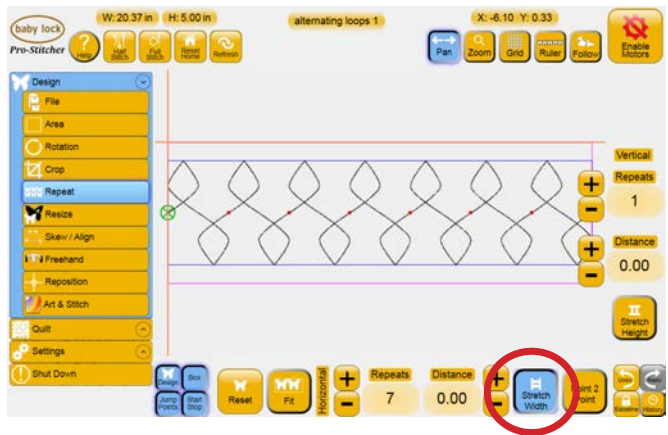 baby lock
Pro-Stitcher
W: 20.37 in H: 5.00 in
alternating loops 1
X: -6.10 Y: 0.33
Help
Half Stitch
Full Stitch
Reset Home
Refresh
Pan
Zoom
Grid
Ruler
Follow
Enable Motors
Design
File
Area
Rotation
Crop
Repeat
Resize
Skew / Align
Freehand
Reposition
Art & Stitch
Quilt
Settings
Shut Down
Vertical
Repeats
1
Distance
0.00
Stretch Height
Design
Box
Jump Points
Start Stop
Reset
Fit
Horizontal
Repeats
7
Distance
0.00
Stretch Width
Point 2 Point
Undo
Redo
Baseline
History